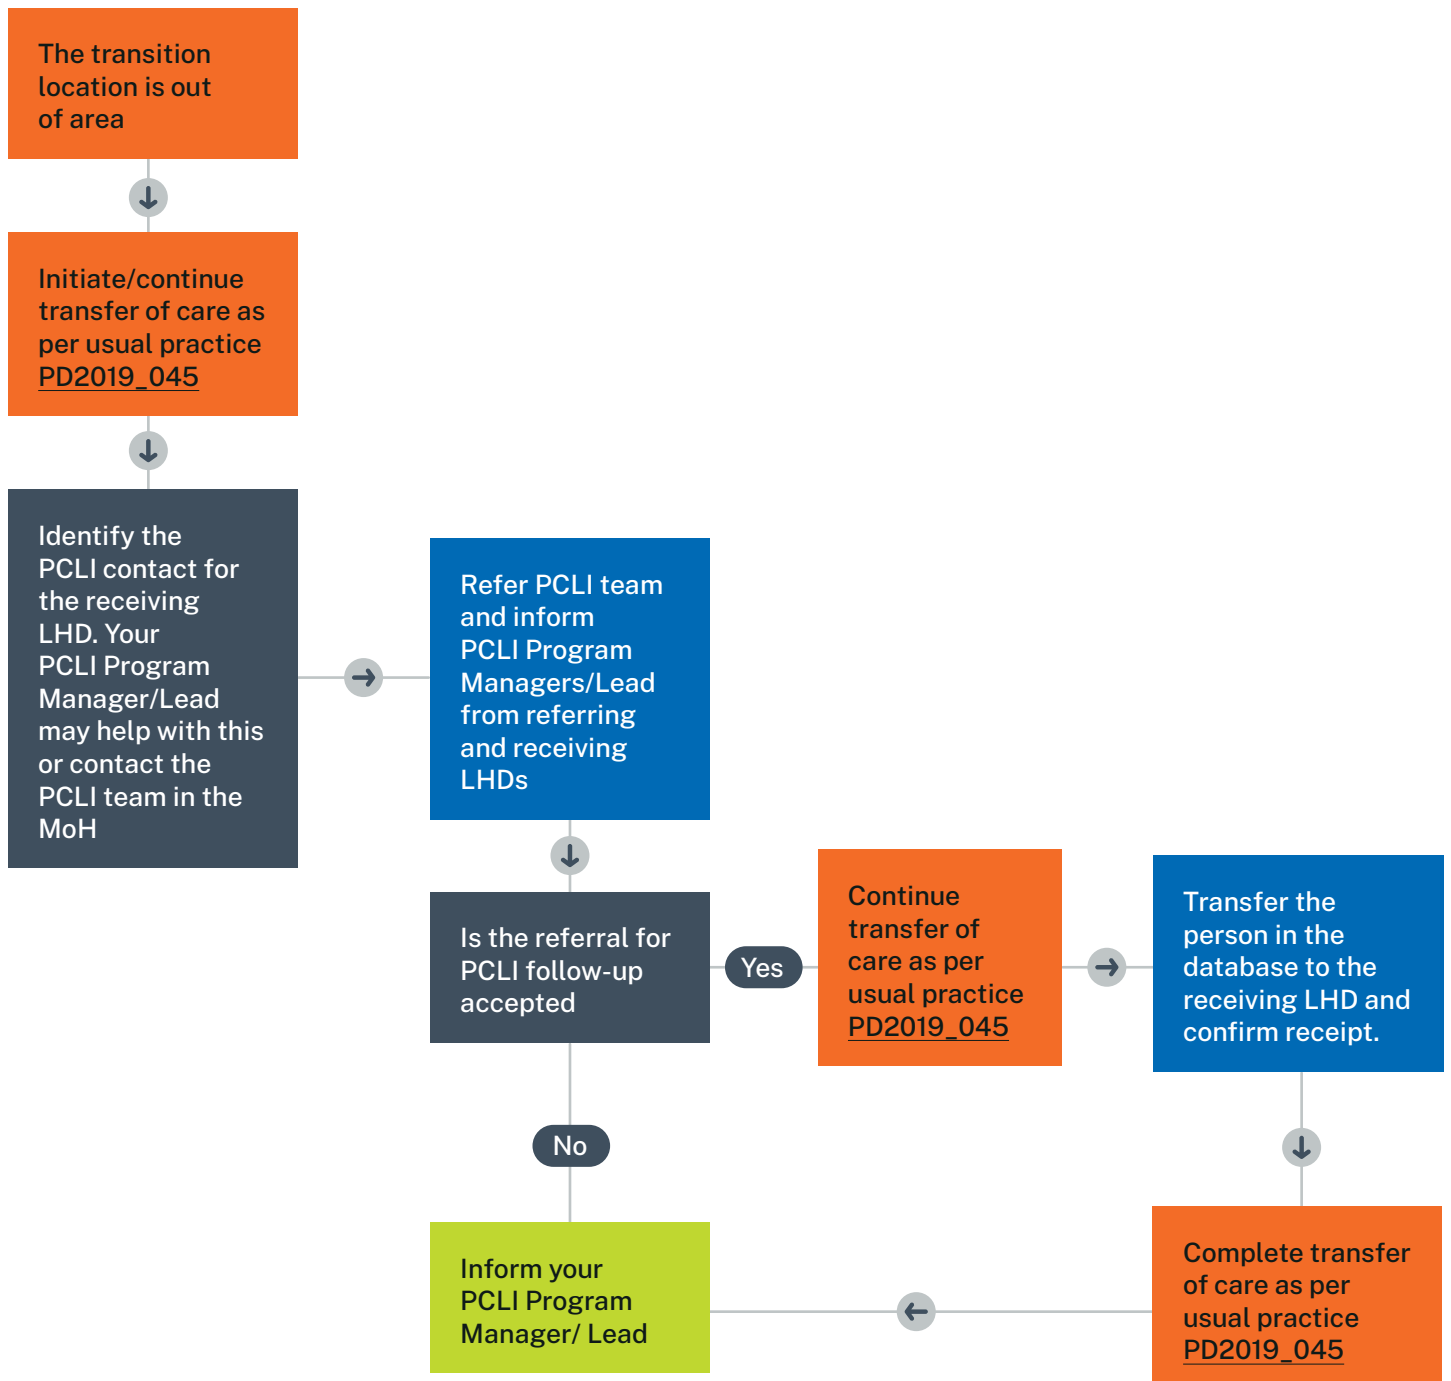 The transition
location is out
of area
Initiate/continue
transfer of care as
per usual practice
PD2019_045
Identify the
PCLI contact for
the receiving
LHD. Your
PCLI Program
Manager/Lead
may help with this
or contact the
PCLI team in the
MoH
Refer PCLI team
and inform
PCLI Program
Managers/Lead
from referring
and receiving
LHDs
Is the referral for
PCLI follow-up
accepted
Yes
Continue
transfer of
care as per
usual practice
PD2019_045
Transfer the
person in the
database to the
receiving LHD and
confirm receipt.
No
Inform your
PCLI Program
Manager/ Lead
Complete transfer
of care as per
usual practice
PD2019_045